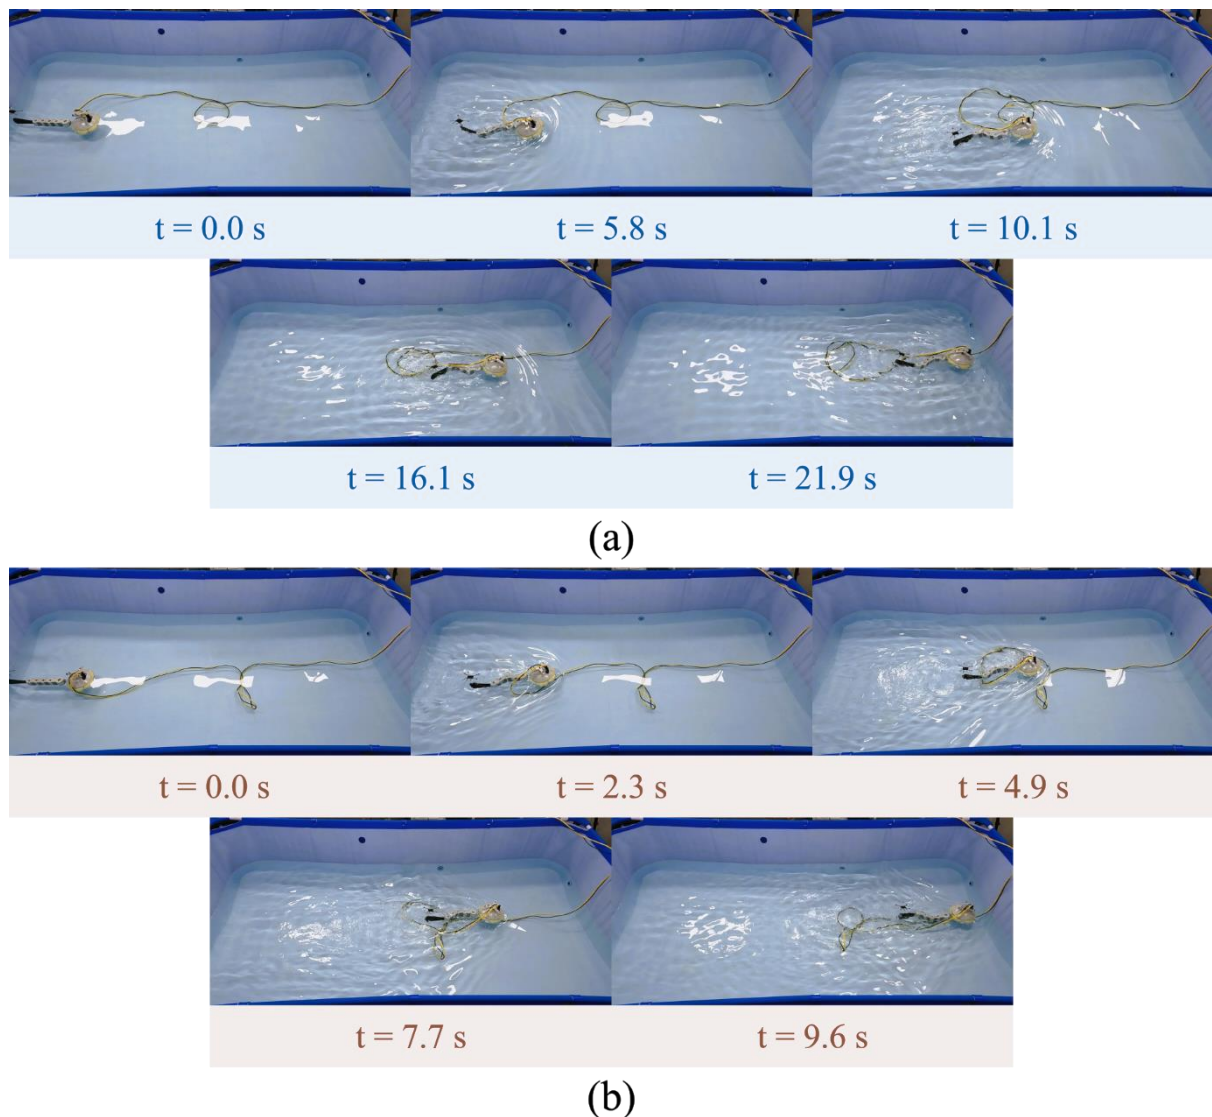 t = 0.0 s
t = 5.8 s
t = 10.1 s
t = 16.1 s
t = 21.9 s
(a)
t = 0.0 s
t = 2.3 s
t = 4.9 s
t = 7.7 s
t = 9.6 s
(b)